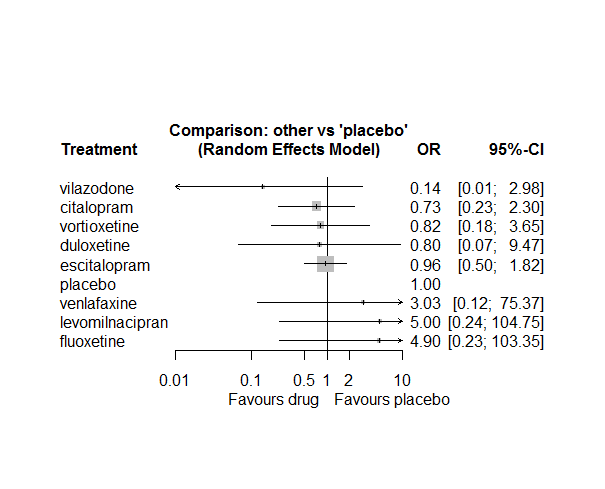 Comparison: other vs 'placebo'
Treatment (Random Effects Model) OR 95%-CI
vilazodone 0.14 [0.01; 2.98]
citalopram 0.73 [0.23; 2.30]
vortioxetine 0.82 [0.18; 3.65]
duloxetine 0.80 [0.07; 9.47]
escitalopram 0.96 [0.50; 1.82]
placebo 1.00
venlafaxine 3.03 [0.12; 75.37]
levomilnacipran 5.00 [0.24; 104.75]
fluoxetine 4.90 [0.23; 103.35]
0.01 0.1 0.5 1 2 10
Favours drug Favours placebo